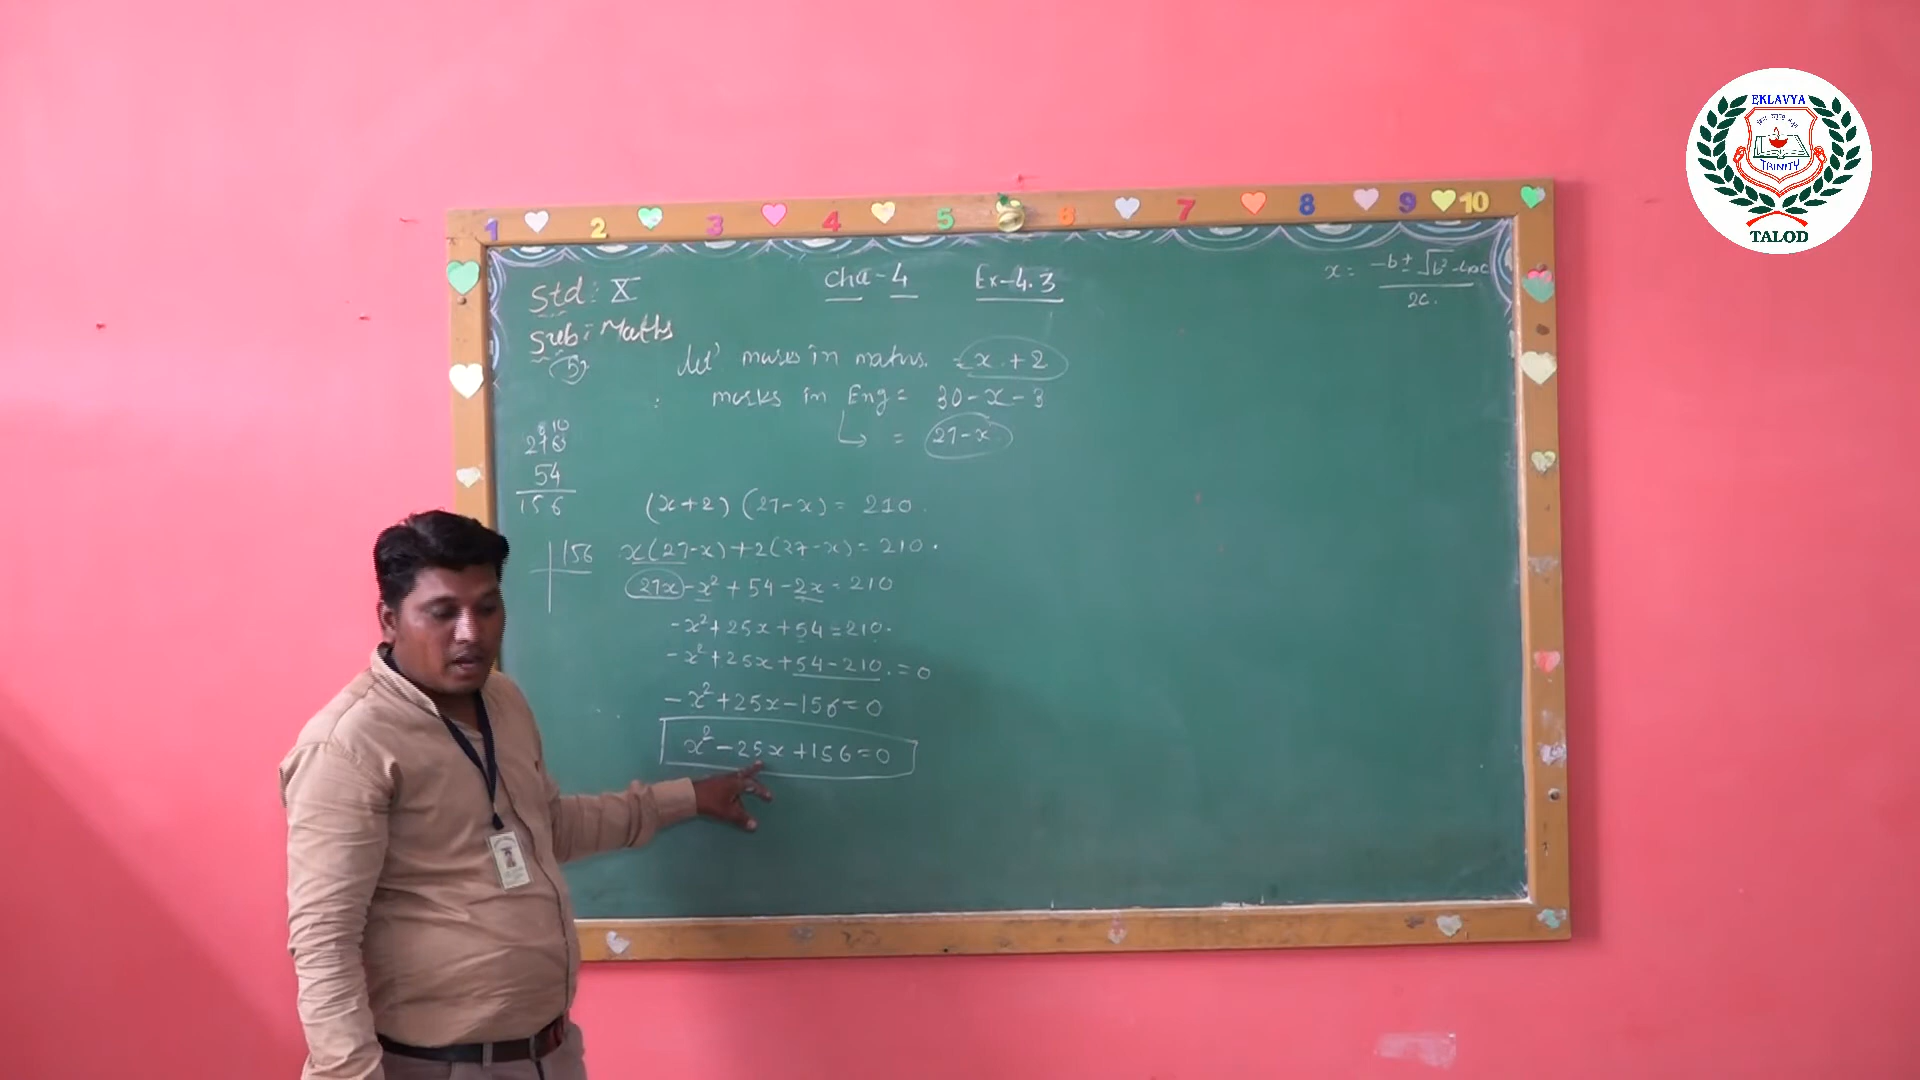 EKLAVYA
TRINITY
TALOD
1 2 3 4 5 6 7 8 9 10
Std: X
Cha-4 Ex-4.3
x = -b ± √b²-4ac / 2c.
Sub: Maths
5)
Let marks in maths. = x + 2
marks in Eng = 30-x-3
= 27-x
8 10
210
54
156
156
(x+2) (27-x) = 210.
x(27-x)+2(27-x)=210.
27x-x²+54-2x=210
-x²+25x+54=210.
-x²+25x+54-210.=0
-x²+25x-156=0
x²-25x+156=0